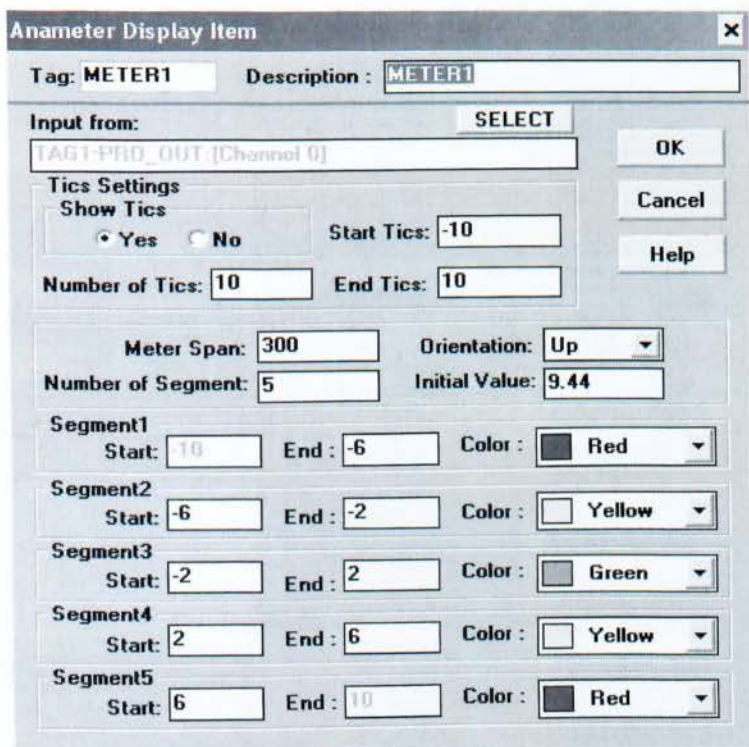 Anameter Display Item
Tag: METER1 Description : METER1
Input from: SELECT
TAG1:PRO_OUT:[Channel 0]
OK
Tics Settings
Show Tics
Yes No
Start Tics: -10
Cancel
Number of Tics: 10 End Tics: 10
Help
Meter Span: 300 Orientation: Up
Number of Segment: 5 Initial Value: 9.44
Segment1
Start: -10 End : -6 Color : Red
Segment2
Start: -6 End : -2 Color : Yellow
Segment3
Start: -2 End : 2 Color : Green
Segment4
Start: 2 End : 6 Color : Yellow
Segment5
Start: 6 End : 10 Color : Red